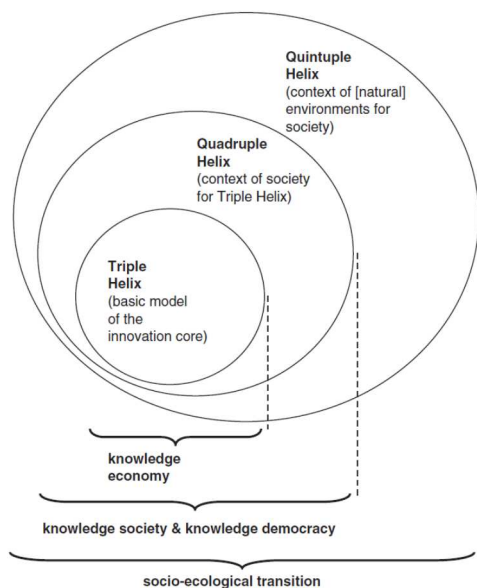 Quintuple
Helix
(context of [natural]
environments for
society)
Quadruple
Helix
(context of society
for Triple Helix)
Triple
Helix
(basic model
of the
innovation core)
knowledge
economy
knowledge society & knowledge democracy
socio-ecological transition